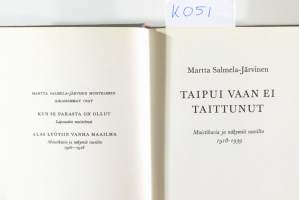 K051
MARTTA SALMELA-JÄRVISEN MUISTELMIEN
AIKAISEMMAT OSAT
KUN SE PARASTA ON OLLUT
Lapsuuden muistelmat
ALAS LYÖTIIN VANHA MAAILMA
Muistikuvia ja näkymiä vuosilta
1906–1918
Martta Salmela-Järvinen
TAIPUI VAAN EI
TAITTUNUT
Muistikuvia ja näkymiä vuosilta
1918-1939